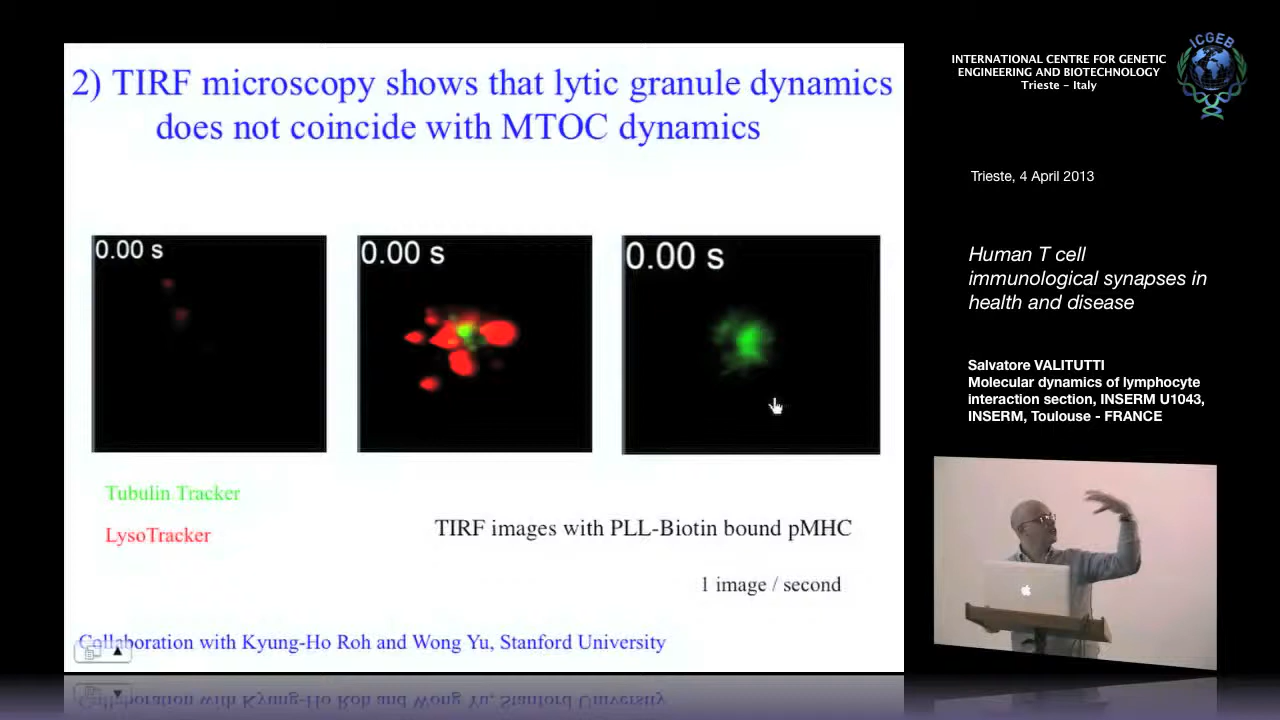 2) TIRF microscopy shows that lytic granule dynamics
does not coincide with MTOC dynamics
0.00 s
0.00 s
0.00 s
Tubulin Tracker
LysoTracker
TIRF images with PLL-Biotin bound pMHC
1 image / second
Collaboration with Kyung-Ho Roh and Wong Yu, Stanford University
INTERNATIONAL CENTRE FOR GENETIC
ENGINEERING AND BIOTECHNOLOGY
Trieste – Italy
ICGEB
Trieste, 4 April 2013
Human T cell
immunological synapses in
health and disease
Salvatore VALITUTTI
Molecular dynamics of lymphocyte
interaction section, INSERM U1043,
INSERM, Toulouse - FRANCE